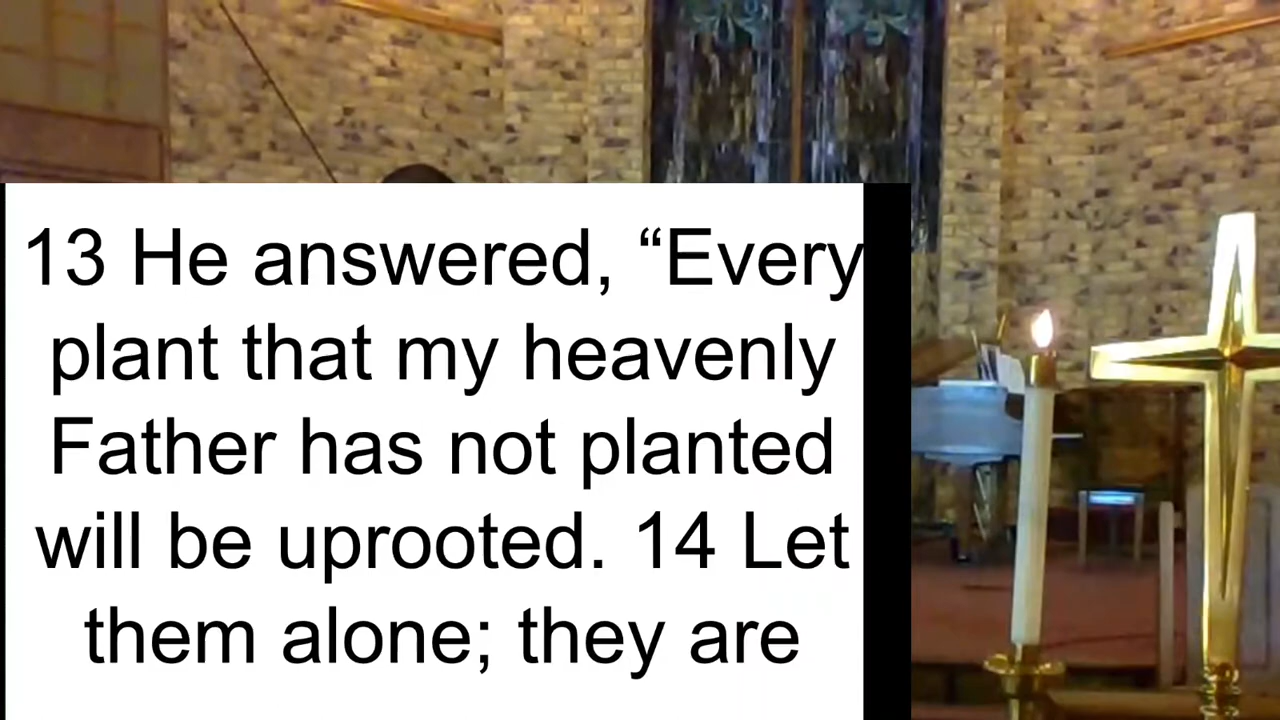 13 He answered, “Every
plant that my heavenly
Father has not planted
will be uprooted. 14 Let
them alone; they are